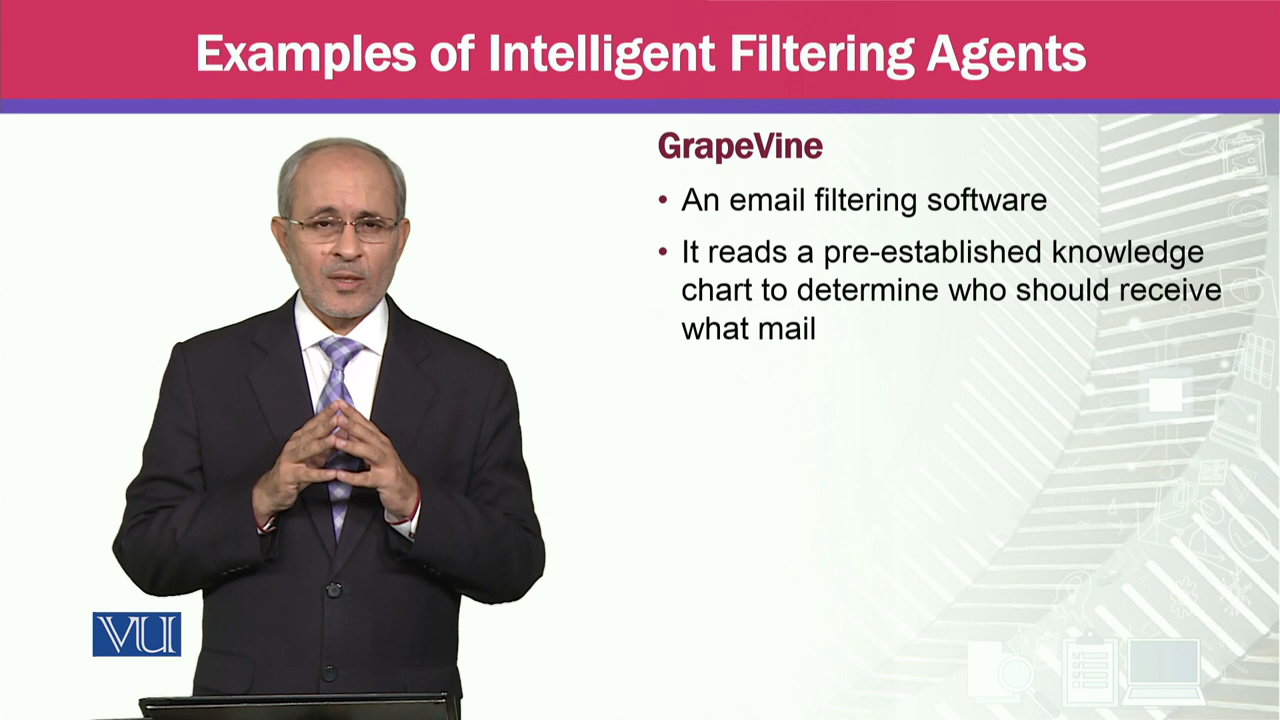 Examples of Intelligent Filtering Agents
GrapeVine
• An email filtering software
• It reads a pre-established knowledge
chart to determine who should receive
what mail
VU